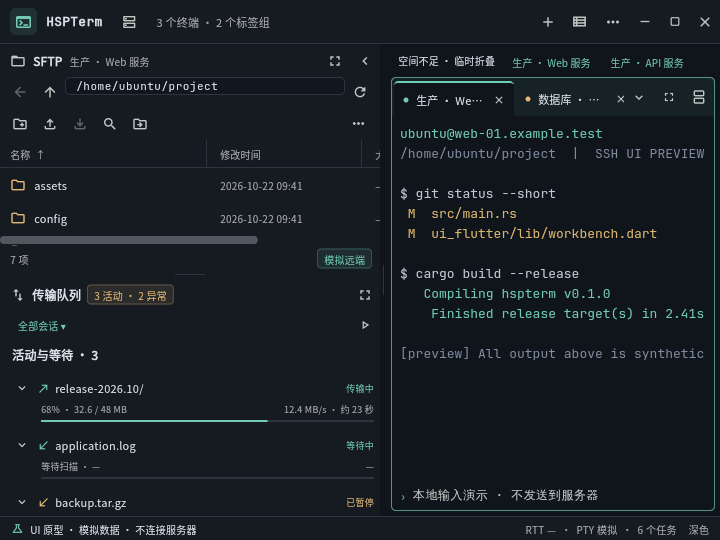 HSPTerm
3 个终端 • 2 个标签组
SFTP 生产 • Web 服务
/home/ubuntu/project
名称 ↑ 修改时间
assets 2026-10-22 09:41 —
config 2026-10-22 09:41 —
7 项 模拟远端
传输队列 3 活动 • 2 异常
全部会话 ▾
活动与等待 • 3
release-2026.10/ 传输中
68% • 32.6 / 48 MB 12.4 MB/s • 约 23 秒
application.log 等待中
等待扫描 • — —
backup.tar.gz 已暂停
空间不足 • 临时折叠 生产 • Web 服务 生产 • API 服务
生产 • We… 数据库 • …
ubuntu@web-01.example.test
/home/ubuntu/project | SSH UI PREVIEW
$ git status --short
M src/main.rs
M ui_flutter/lib/workbench.dart
$ cargo build --release
Compiling hspterm v0.1.0
Finished release target(s) in 2.41s
[preview] All output above is synthetic
› 本地输入演示 • 不发送到服务器
UI 原型 • 模拟数据 • 不连接服务器
RTT — • PTY 模拟 • 6 个任务 深色